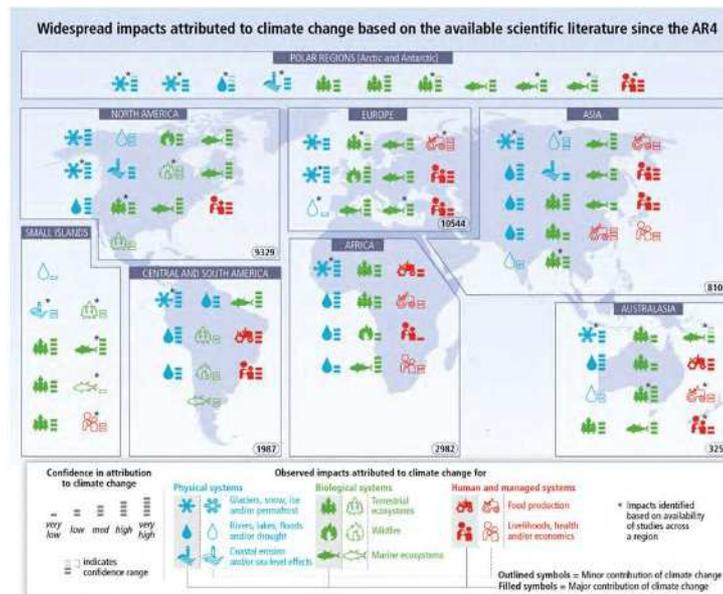 Widespread impacts attributed to climate change based on the available scientific literature since the AR4
POLAR REGIONS (Arctic and Antarctic)
NORTH AMERICA
EUROPE
ASIA
9329
10544
810
SMALL ISLANDS
CENTRAL AND SOUTH AMERICA
AFRICA
AUSTRALASIA
1987
2982
325
Confidence in attribution
to climate change
very
low
low
med
high
very
high
indicates
confidence range
Observed impacts attributed to climate change for
Physical systems
Glaciers, snow, ice
and/or permafrost
Rivers, lakes, floods
and/or drought
Coastal erosion
and/or sea level effects
Biological systems
Terrestrial
ecosystems
Wildfire
Marine ecosystems
Human and managed systems
Food production
Livelihoods, health
and/or economics
* Impacts identified
based on availability
of studies across
a region
Outlined symbols = Minor contribution of climate change
Filled symbols = Major contribution of climate change